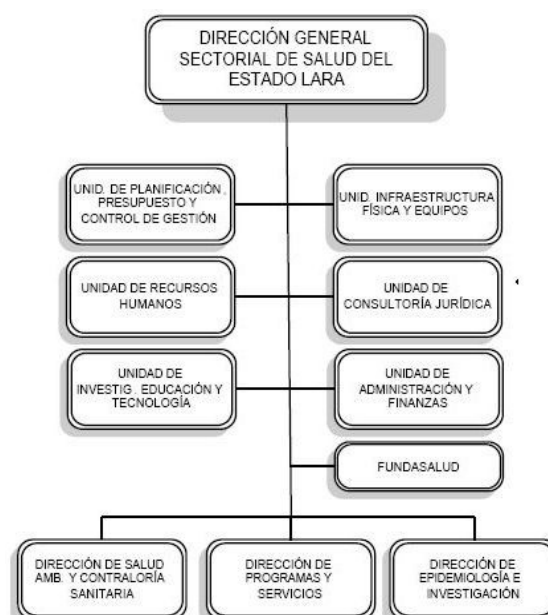 DIRECCIÓN GENERAL
SECTORIAL DE SALUD DEL
ESTADO LARA
UNID. DE PLANIFICACIÓN .
PRESUPUESTO Y
CONTROL DE GESTIÓN
UNID. INFRAESTRUCTURA
FÍSICA Y EQUIPOS
UNIDAD DE RECURSOS
HUMANOS
UNIDAD DE
CONSULTORÍA JURÍDICA
UNIDAD DE
INVESTIG . EDUCACIÓN Y
TECNOLOGÍA
UNIDAD DE
ADMINISTRACIÓN Y
FINANZAS
FUNDASALUD
DIRECCIÓN DE SALUD
AMB. Y CONTRALORÍA
SANITARIA
DIRECCIÓN DE
PROGRAMAS Y
SERVICIOS
DIRECCIÓN DE
EPIDEMIOLOGÍA E
INVESTIGACIÓN